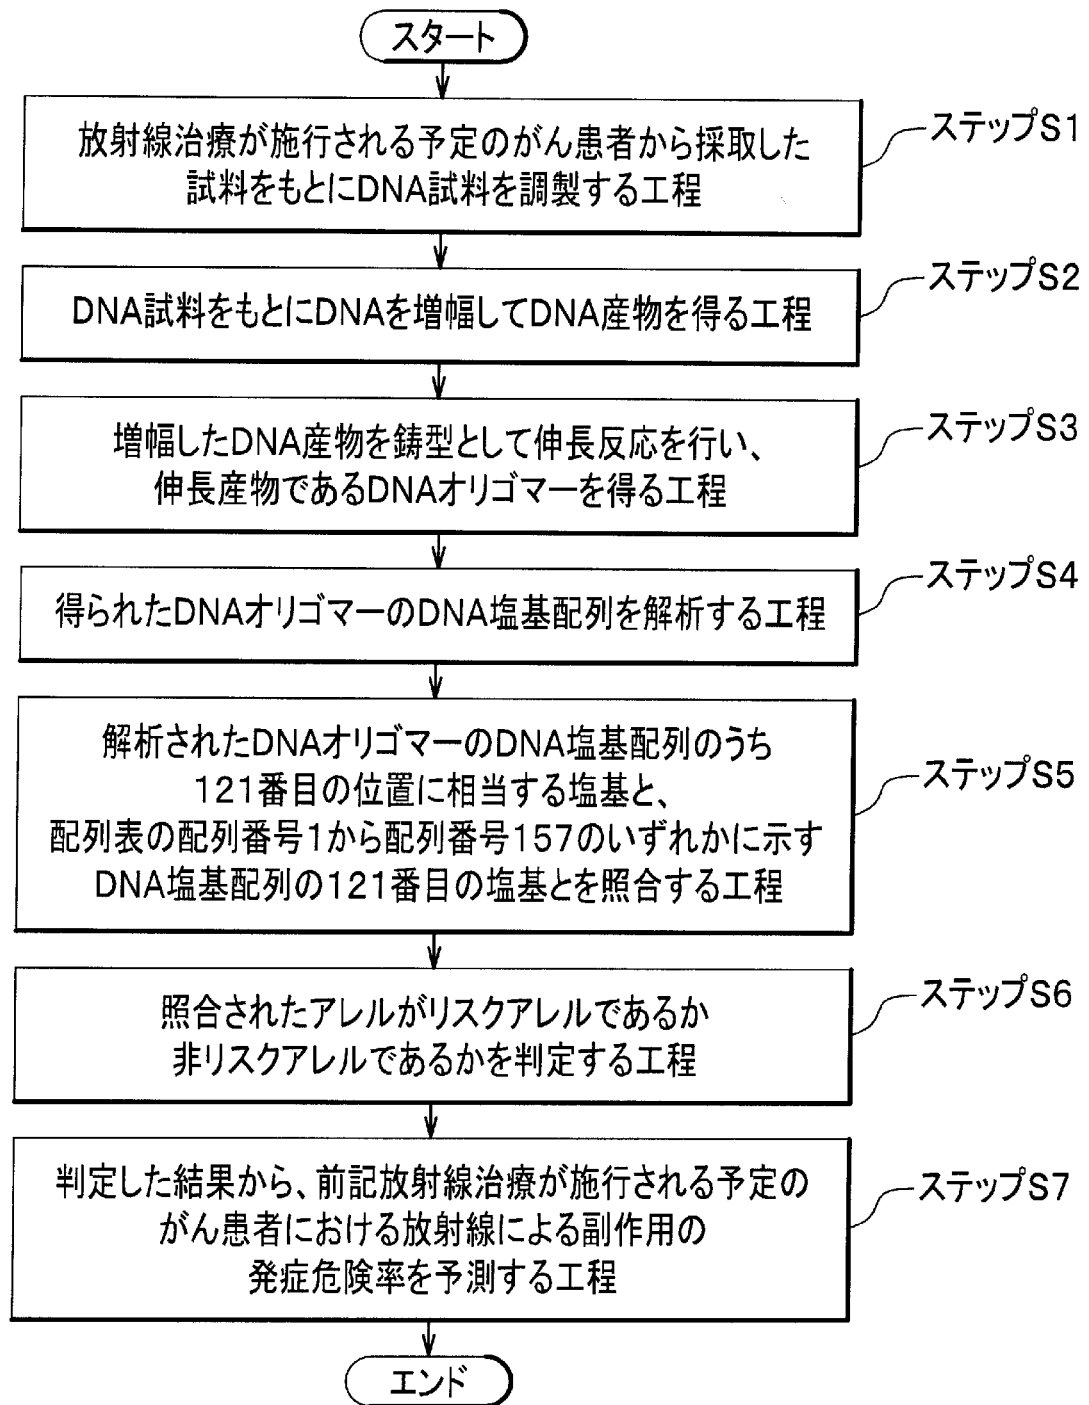 スタート
放射線治療が施行される予定のがん患者から採取した
試料をもとにDNA試料を調製する工程
ステップS1
DNA試料をもとにDNAを増幅してDNA産物を得る工程
ステップS2
増幅したDNA産物を鋳型として伸長反応を行い、
伸長産物であるDNAオリゴマーを得る工程
ステップS3
得られたDNAオリゴマーのDNA塩基配列を解析する工程
ステップS4
解析されたDNAオリゴマーのDNA塩基配列のうち
121番目の位置に相当する塩基と、
配列表の配列番号1から配列番号157のいずれかに示す
DNA塩基配列の121番目の塩基とを照合する工程
ステップS5
照合されたアレルがリスクアレルであるか
非リスクアレルであるかを判定する工程
ステップS6
判定した結果から、前記放射線治療が施行される予定の
がん患者における放射線による副作用の
発症危険率を予測する工程
ステップS7
エンド